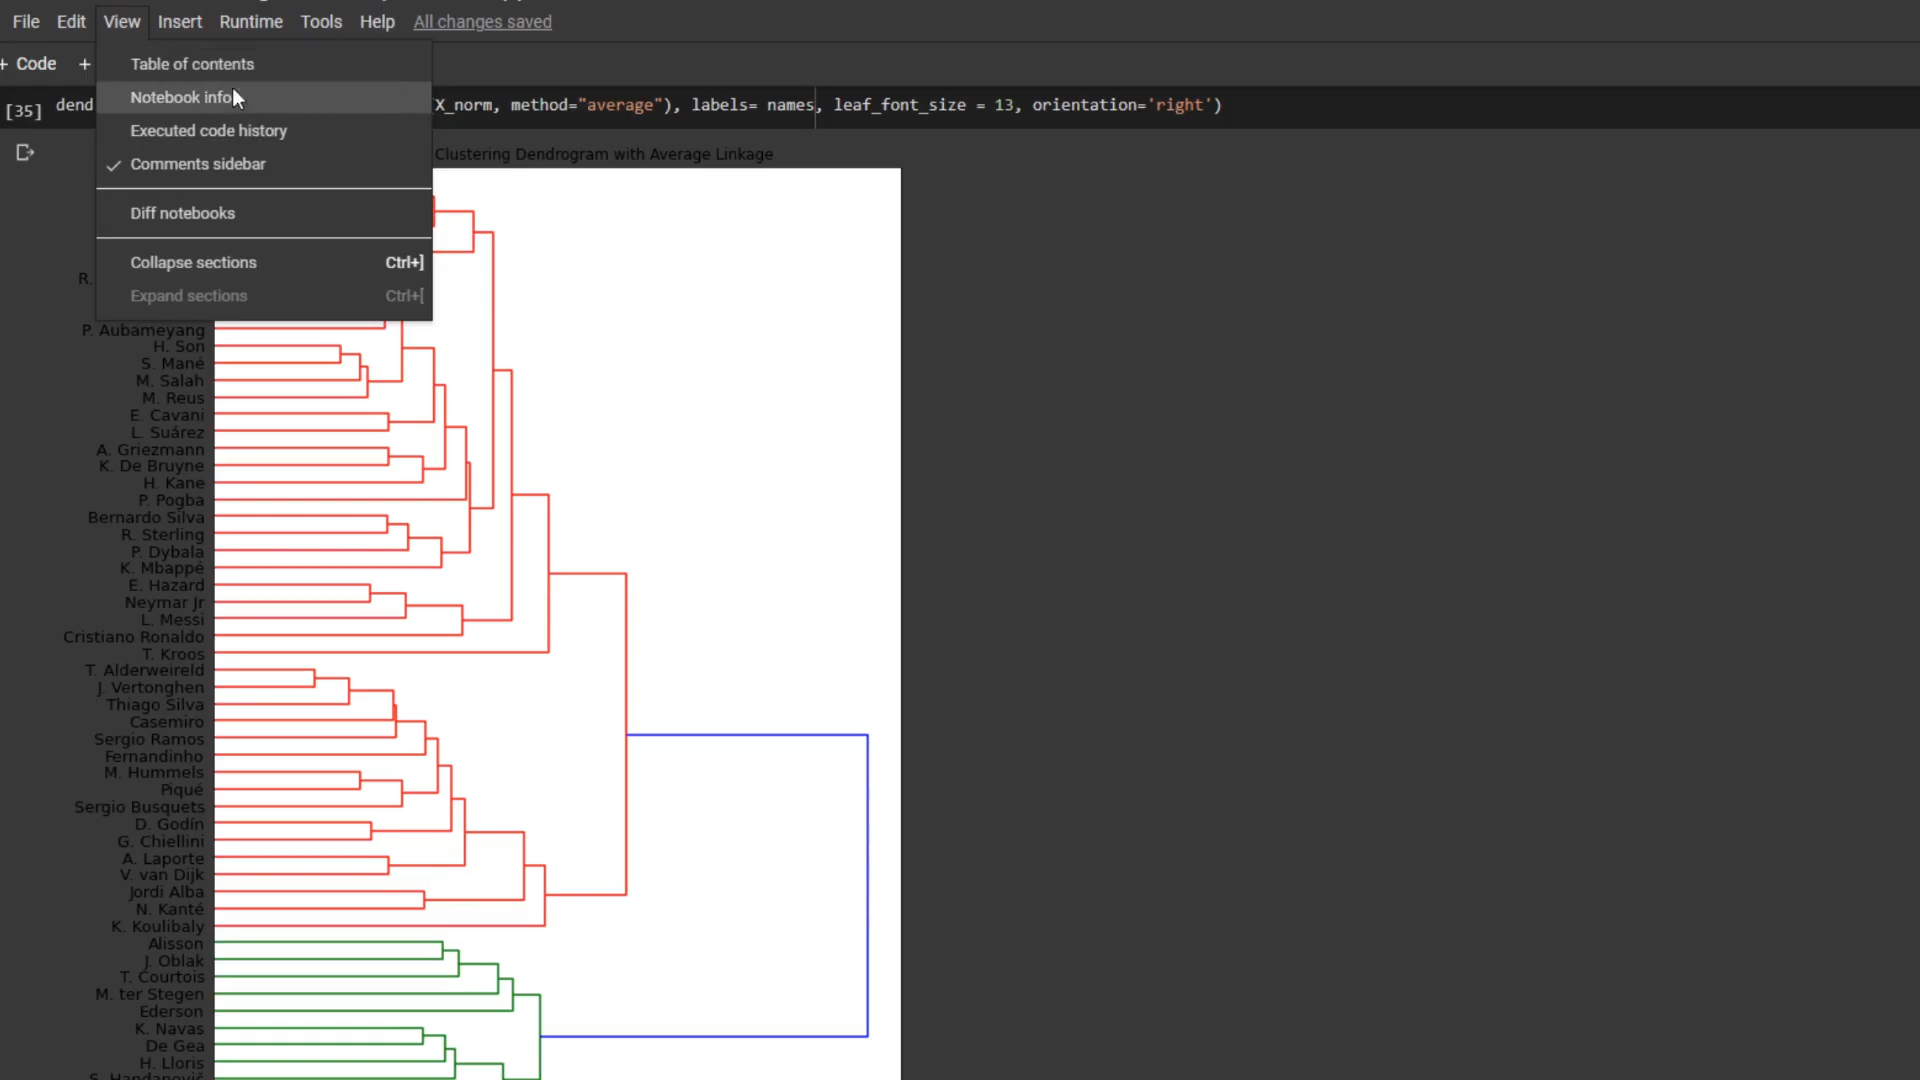 File Edit View Insert Runtime Tools Help All changes saved
+ Code +
Table of contents
Notebook info
Executed code history
Comments sidebar
Diff notebooks
Collapse sections Ctrl+]
Expand sections Ctrl+[
[35] dend X_norm, method="average"), labels= names, leaf_font_size = 13, orientation='right')
Clustering Dendrogram with Average Linkage
R.
P. Aubameyang
H. Son
S. Mané
M. Salah
M. Reus
E. Cavani
L. Suárez
A. Griezmann
K. De Bruyne
H. Kane
P. Pogba
Bernardo Silva
R. Sterling
P. Dybala
K. Mbappé
E. Hazard
Neymar Jr
L. Messi
Cristiano Ronaldo
T. Kroos
T. Alderweireld
J. Vertonghen
Thiago Silva
Casemiro
Sergio Ramos
Fernandinho
M. Hummels
Piqué
Sergio Busquets
D. Godín
G. Chiellini
A. Laporte
V. van Dijk
Jordi Alba
N. Kanté
K. Koulibaly
Alisson
J. Oblak
T. Courtois
M. ter Stegen
Ederson
K. Navas
De Gea
H. Lloris
S. Handanovič